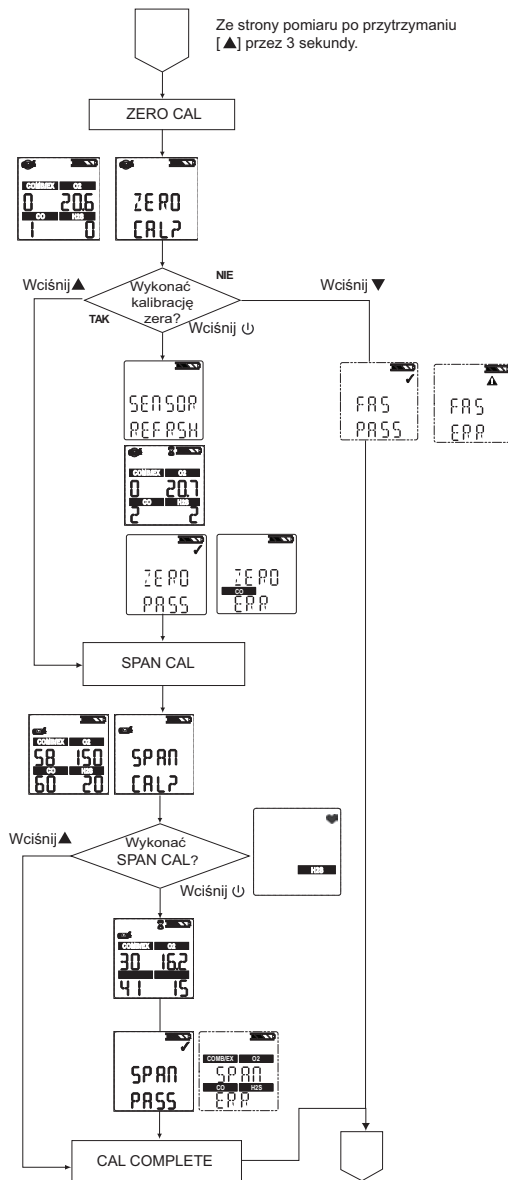 Ze strony pomiaru po przytrzymaniu
[▲] przez 3 sekundy.
ZERO CAL
COMB/EX O2
0 20.6
CO H2S
1 0
ZERO
CAL?
Wciśnij▲
NIE
Wciśnij ▼
Wykonać
kalibrację
zera?
TAK
Wciśnij ⏻
SENSOR
REFRSH
FAS
PASS
FAS
ERR
COMB/EX O2
0 20.7
CO H2S
2 2
ZERO
PASS
ZERO
CO
ERR
SPAN CAL
COMB/EX O2
58 150
CO H2S
60 20
SPAN
CAL?
Wciśnij▲
Wykonać
SPAN CAL?
H2S
Wciśnij ⏻
COMB/EX O2
30 16.2
41 15
SPAN
PASS
COMB/EX O2
SPAN
CO H2S
ERR
CAL COMPLETE